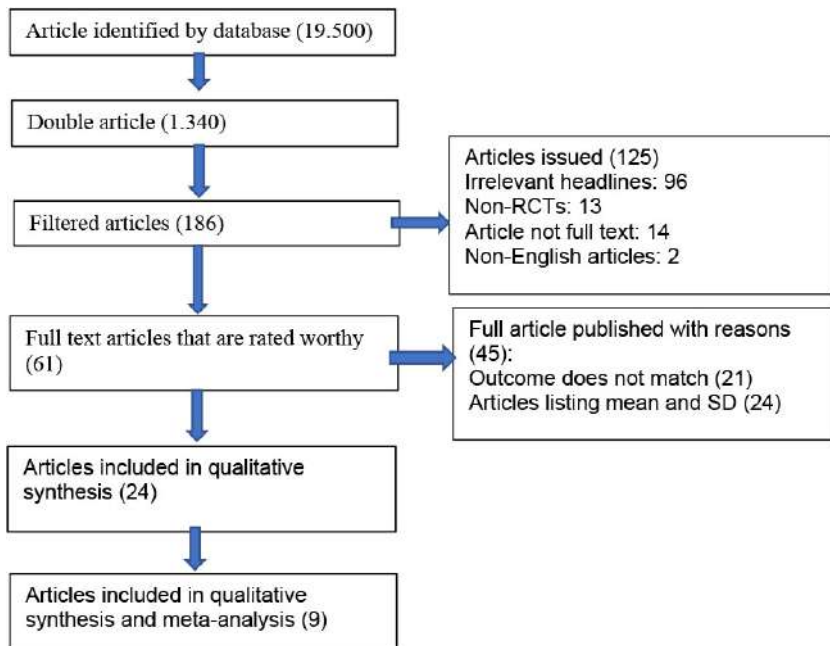 Article identified by database (19.500)
Double article (1.340)
Filtered articles (186)
Articles issued (125)
Irrelevant headlines: 96
Non-RCTs: 13
Article not full text: 14
Non-English articles: 2
Full text articles that are rated worthy
(61)
Full article published with reasons
(45):
Outcome does not match (21)
Articles listing mean and SD (24)
Articles included in qualitative
synthesis (24)
Articles included in qualitative
synthesis and meta-analysis (9)